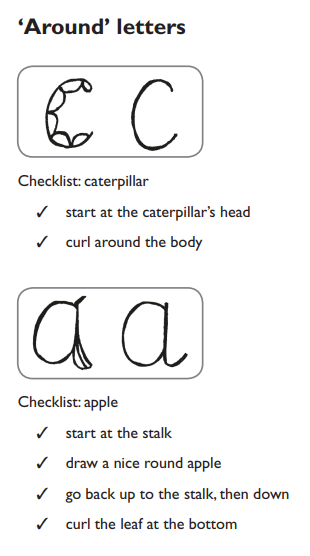 ‘Around’ letters
c c
Checklist: caterpillar
✓ start at the caterpillar’s head
✓ curl around the body
a a
Checklist: apple
✓ start at the stalk
✓ draw a nice round apple
✓ go back up to the stalk, then down
✓ curl the leaf at the bottom